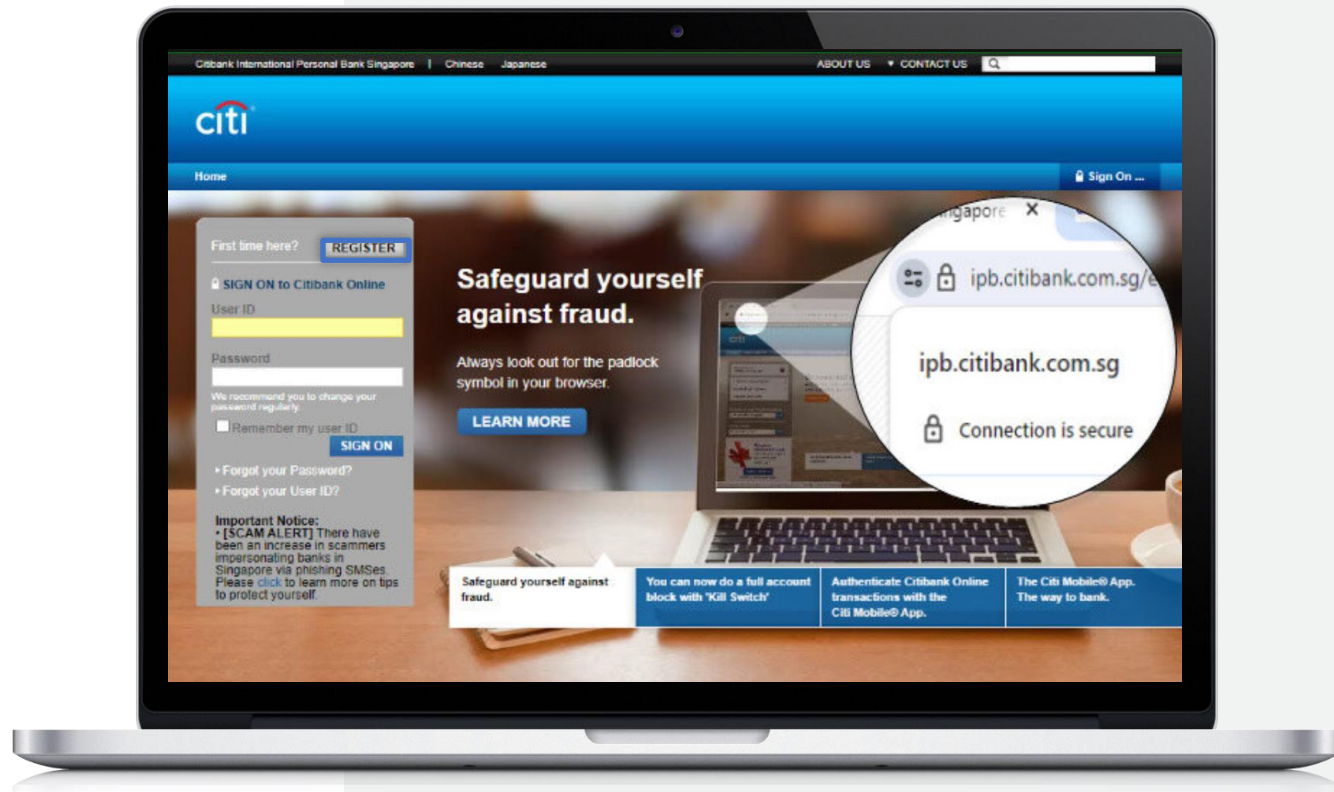 Citibank International Personal Bank Singapore | Chinese Japanese
ABOUT US ▼ CONTACT US
citi
Home
Sign On ...
First time here? REGISTER
SIGN ON to Citibank Online
User ID
Password
We recommend you to change your
password regularly.
Remember my user ID
SIGN ON
Forgot your Password?
Forgot your User ID?
Important Notice:
• [SCAM ALERT] There have
been an increase in scammers
impersonating banks in
Singapore via phishing SMSes.
Please click to learn more on tips
to protect yourself.
Safeguard yourself
against fraud.
Always look out for the padlock
symbol in your browser.
LEARN MORE
ngapore X
ipb.citibank.com.sg/e
ipb.citibank.com.sg
Connection is secure
Safeguard yourself against
fraud.
You can now do a full account
block with 'Kill Switch'
Authenticate Citibank Online
transactions with the
Citi Mobile® App.
The Citi Mobile® App.
The way to bank.